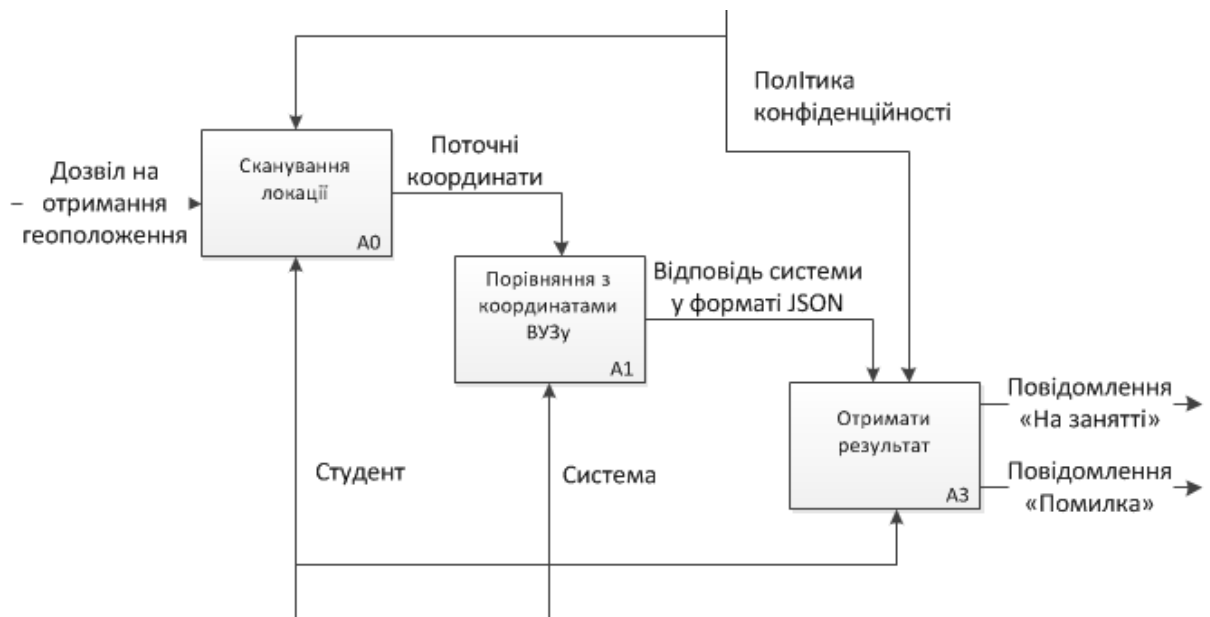 ПолІтика
конфіденційності
Дозвіл на
отримання
геоположення
Сканування
локації
A0
Поточні
координати
Порівняння з
координатами
ВУЗу
A1
Відповідь системи
у форматі JSON
Отримати
результат
A3
Повідомлення
«На занятті»
Повідомлення
«Помилка»
Студент
Система